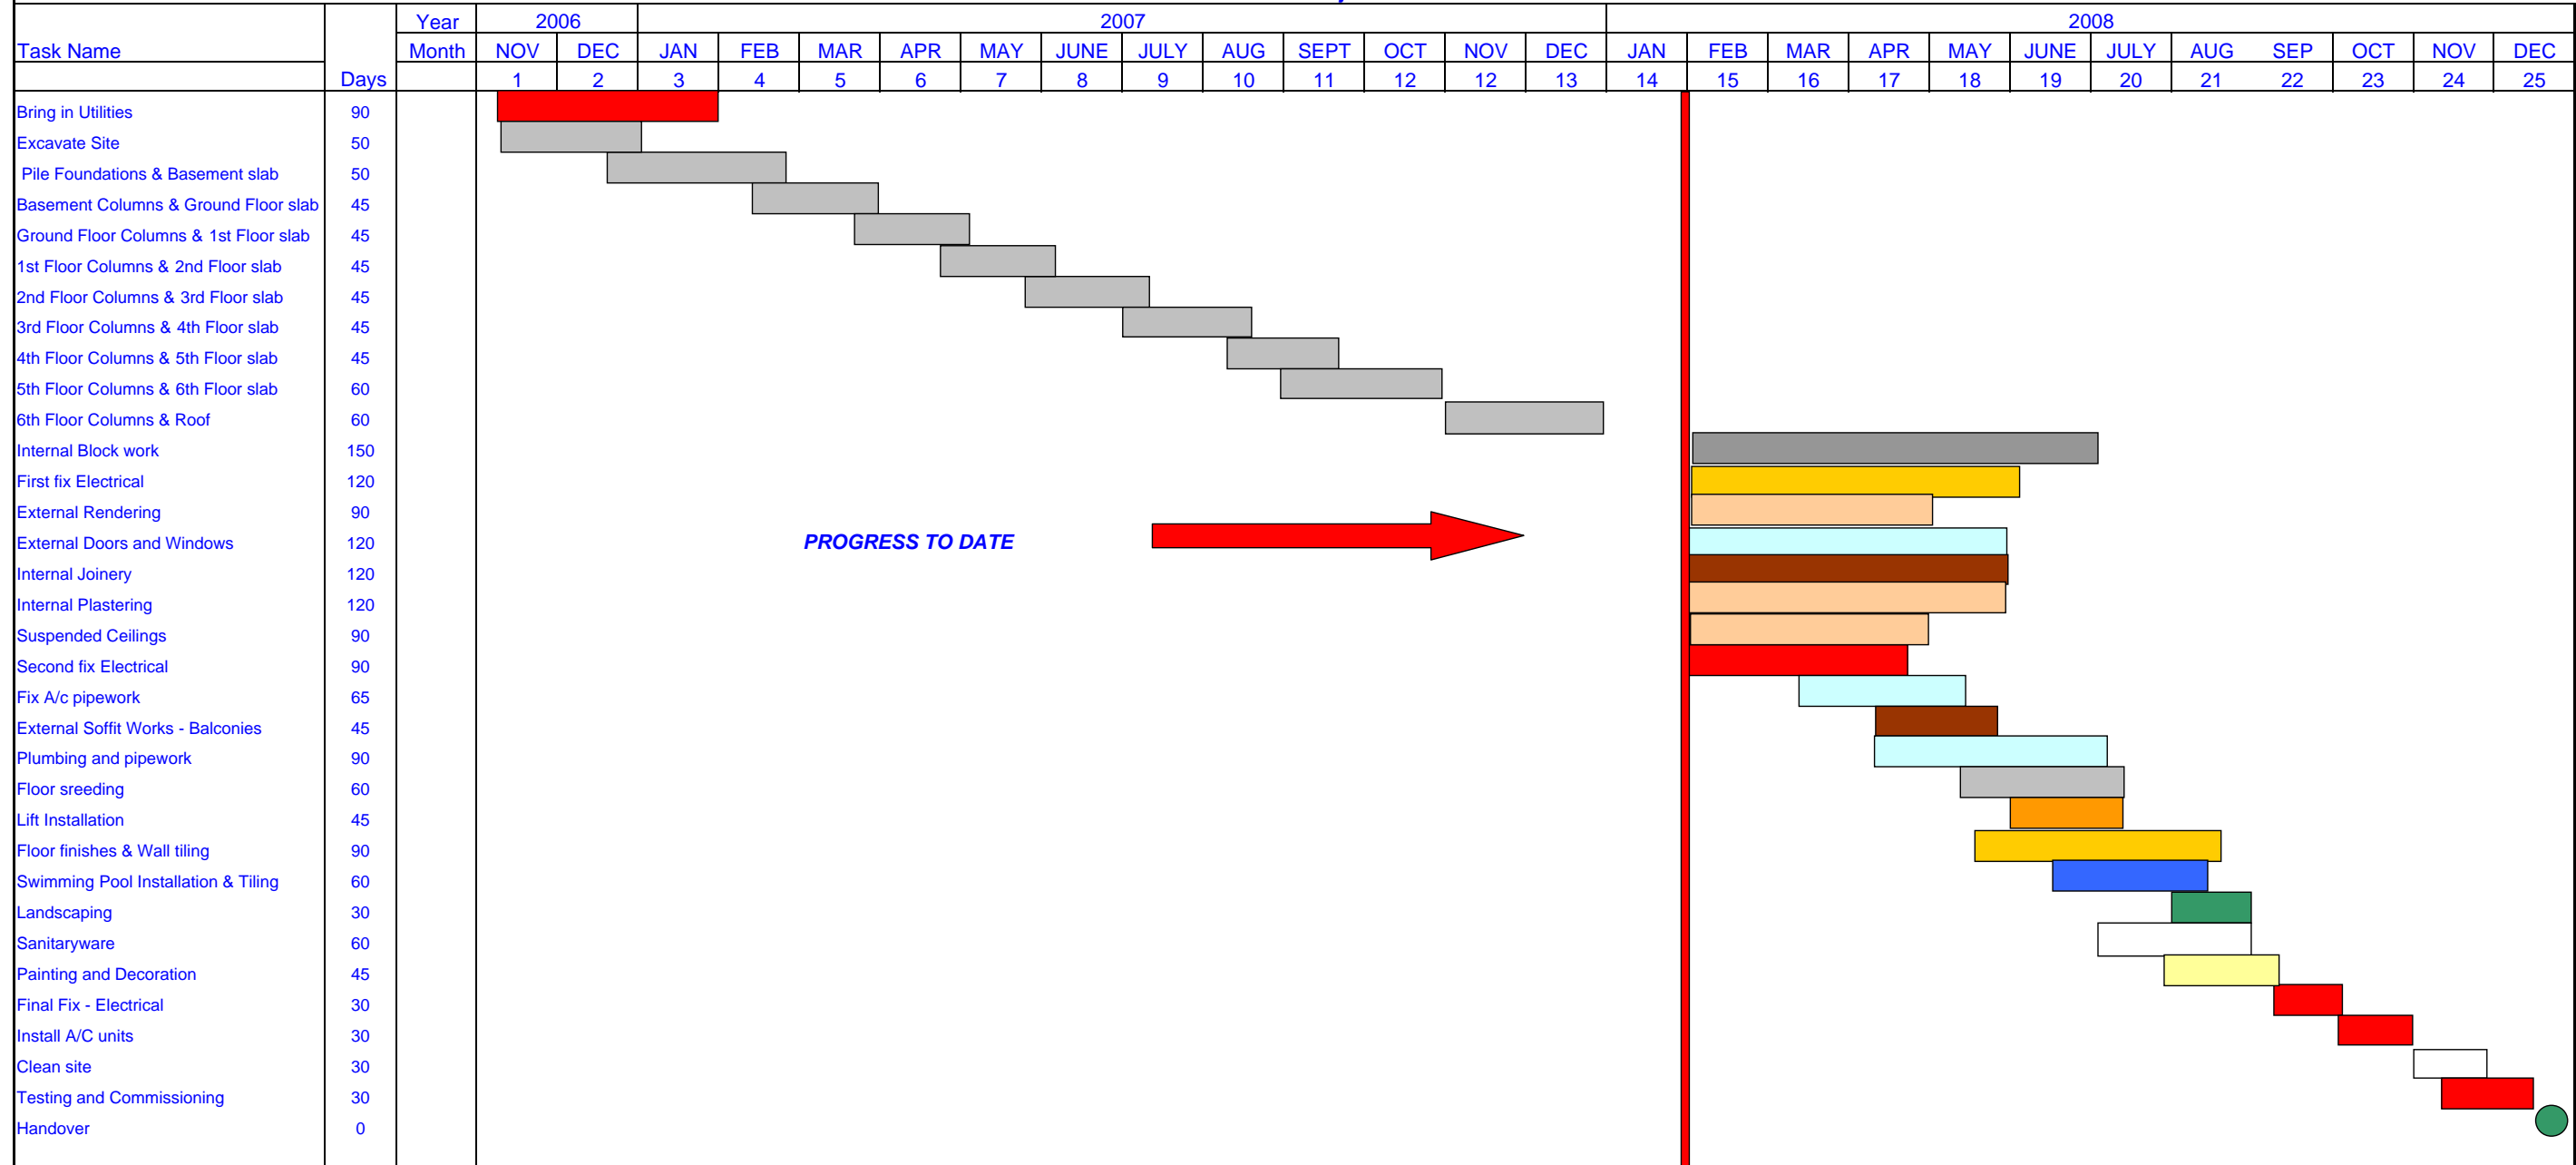 Year 2006 2007 2008
Task Name Month NOV DEC JAN FEB MAR APR MAY JUNE JULY AUG SEPT OCT NOV DEC JAN FEB MAR APR MAY JUNE JULY AUG SEP OCT NOV DEC
Days 1 2 3 4 5 6 7 8 9 10 11 12 12 13 14 15 16 17 18 19 20 21 22 23 24 25
Bring in Utilities 90
Excavate Site 50
Pile Foundations & Basement slab 50
Basement Columns & Ground Floor slab 45
Ground Floor Columns & 1st Floor slab 45
1st Floor Columns & 2nd Floor slab 45
2nd Floor Columns & 3rd Floor slab 45
3rd Floor Columns & 4th Floor slab 45
4th Floor Columns & 5th Floor slab 45
5th Floor Columns & 6th Floor slab 60
6th Floor Columns & Roof 60
Internal Block work 150
First fix Electrical 120
External Rendering 90
External Doors and Windows 120 PROGRESS TO DATE
Internal Joinery 120
Internal Plastering 120
Suspended Ceilings 90
Second fix Electrical 90
Fix A/c pipework 65
External Soffit Works - Balconies 45
Plumbing and pipework 90
Floor sreeding 60
Lift Installation 45
Floor finishes & Wall tiling 90
Swimming Pool Installation & Tiling 60
Landscaping 30
Sanitaryware 60
Painting and Decoration 45
Final Fix - Electrical 30
Install A/C units 30
Clean site 30
Testing and Commissioning 30
Handover 0